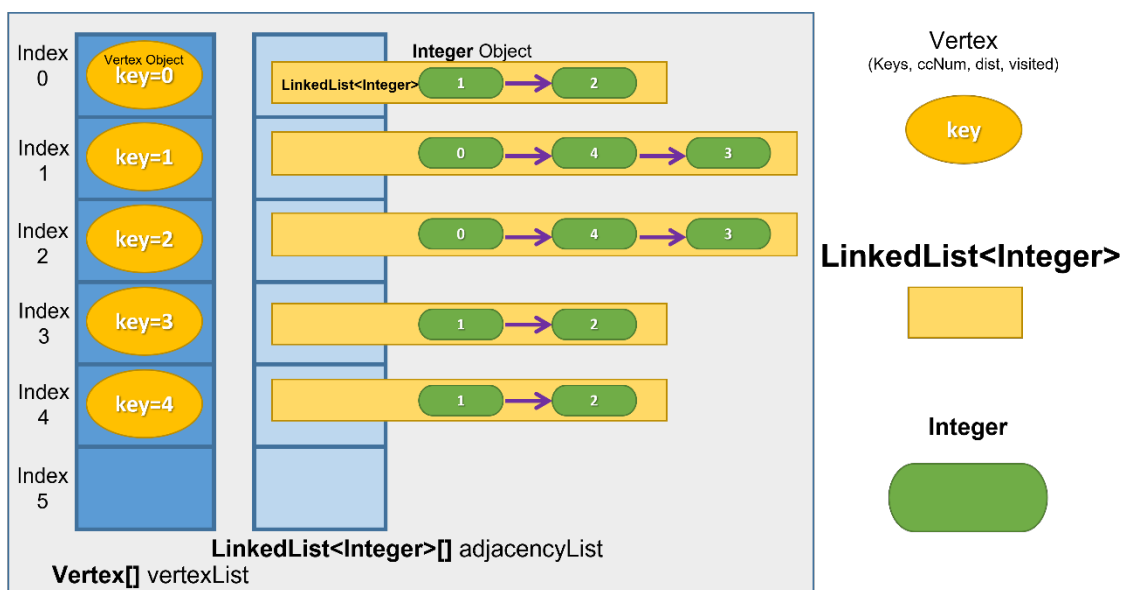 Index
0
Vertex Object
key=0
Integer Object
LinkedList<Integer>
1
2
Index
1
key=1
0
4
3
Index
2
key=2
0
4
3
Index
3
key=3
1
2
Index
4
key=4
1
2
Index
5
LinkedList<Integer>[] adjacencyList
Vertex[] vertexList
Vertex
(Keys, ccNum, dist, visited)
key
LinkedList<Integer>
Integer